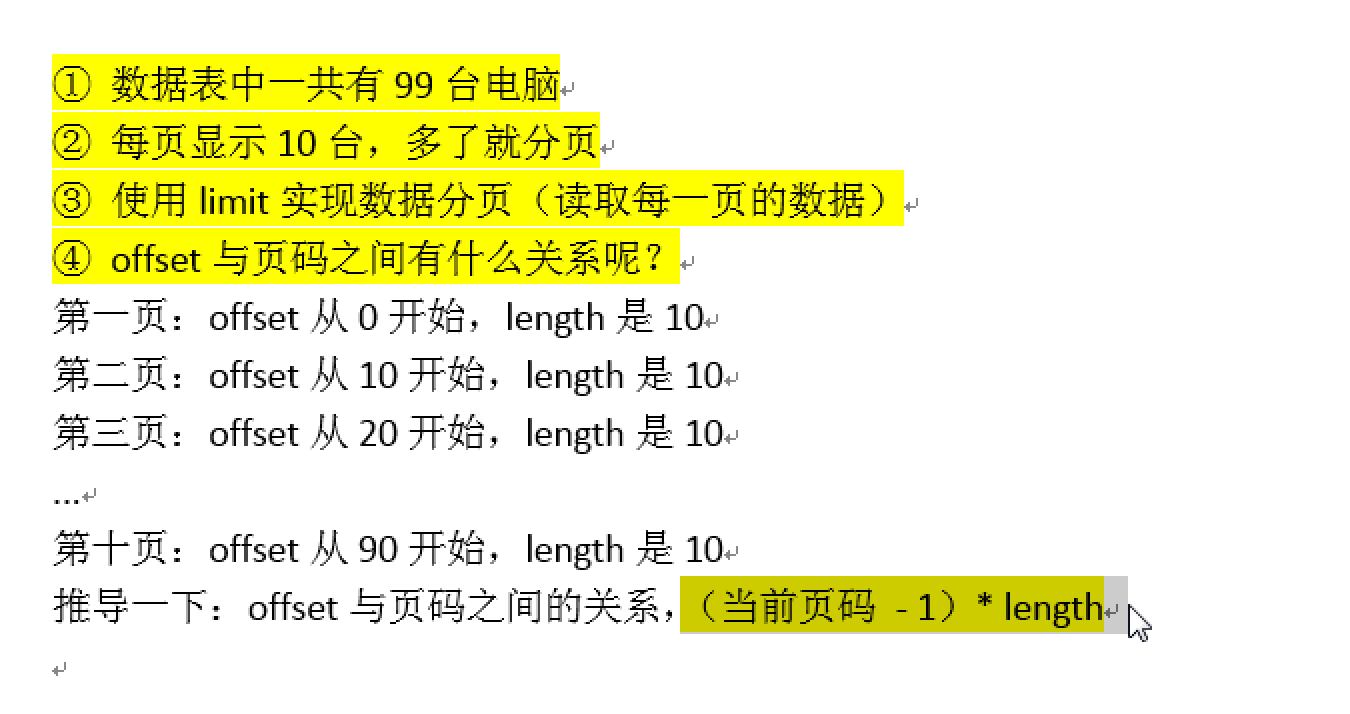 ① 数据表中一共有 99 台电脑
② 每页显示 10 台，多了就分页
③ 使用 limit 实现数据分页（读取每一页的数据）
④ offset 与页码之间有什么关系呢？
第一页：offset 从 0 开始，length 是 10
第二页：offset 从 10 开始，length 是 10
第三页：offset 从 20 开始，length 是 10
...
第十页：offset 从 90 开始，length 是 10
推导一下：offset 与页码之间的关系，（当前页码 - 1）* length